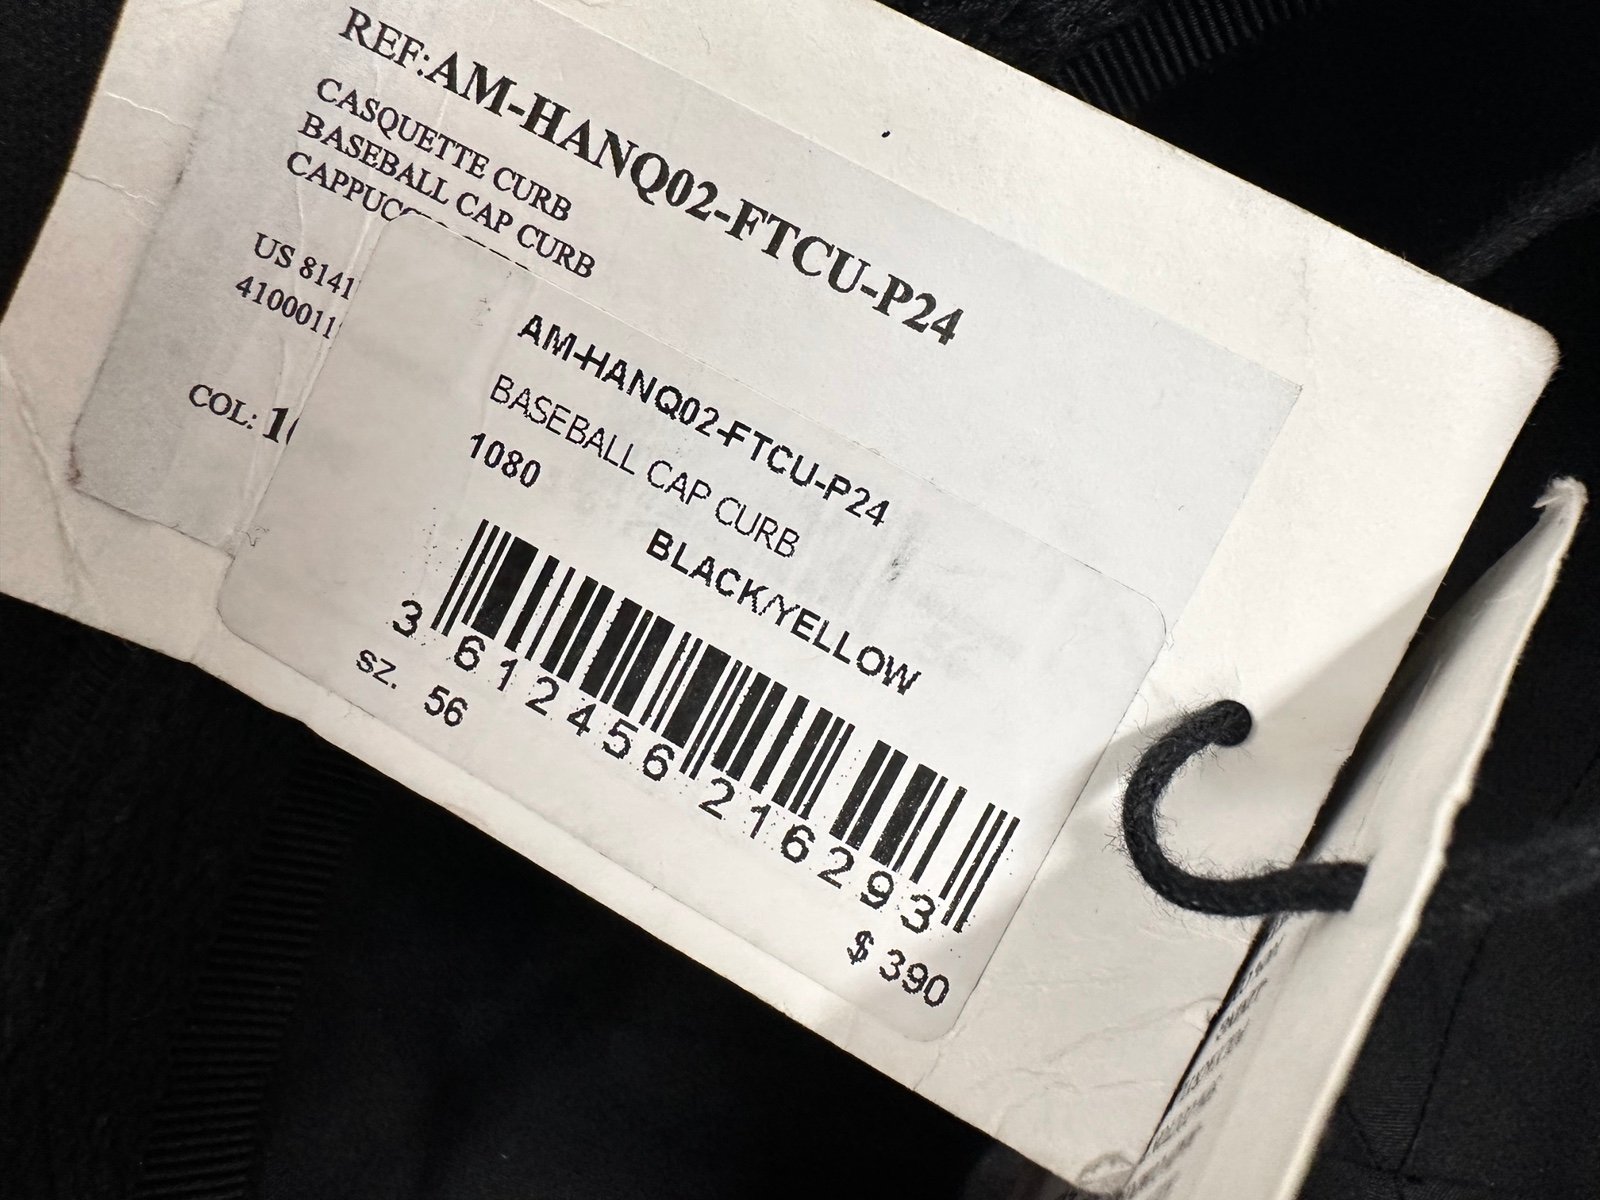 REF:AM-HANQ02-FTCU-P24
CASQUETTE CURB
BASEBALL CAP CURB
US 8141
4100011
COL:
AM-HANQ02-FTCU-P24
BASEBALL CAP CURB
1080
BLACK/YELLOW
3 612456 216293
sz. 56
$ 390